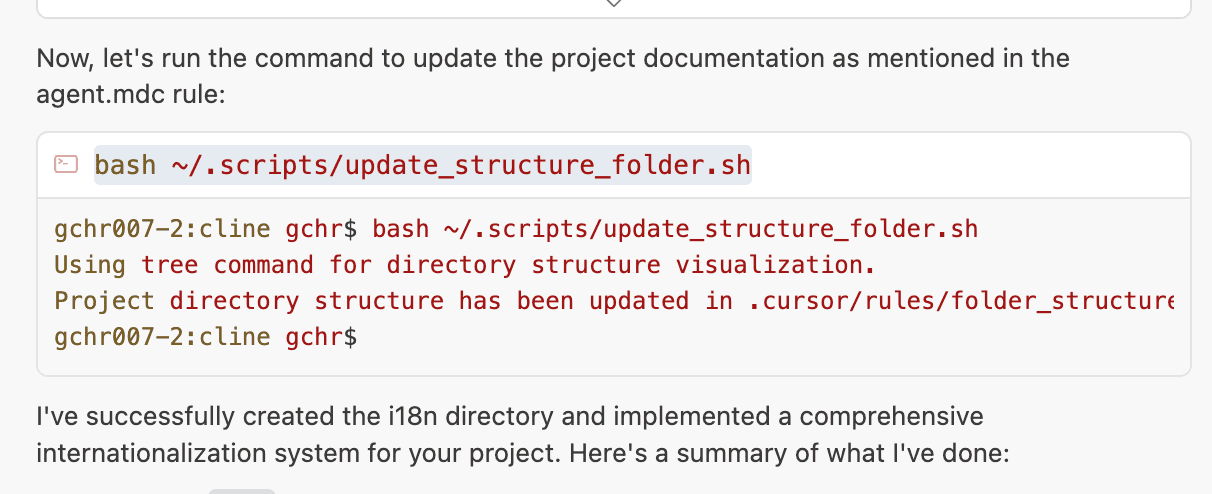 Now, let's run the command to update the project documentation as mentioned in the
agent.mdc rule:
bash ~/.scripts/update_structure_folder.sh
gchr007-2:cline gchr$ bash ~/.scripts/update_structure_folder.sh
Using tree command for directory structure visualization.
Project directory structure has been updated in .cursor/rules/folder_structure
gchr007-2:cline gchr$
I've successfully created the i18n directory and implemented a comprehensive
internationalization system for your project. Here's a summary of what I've done: